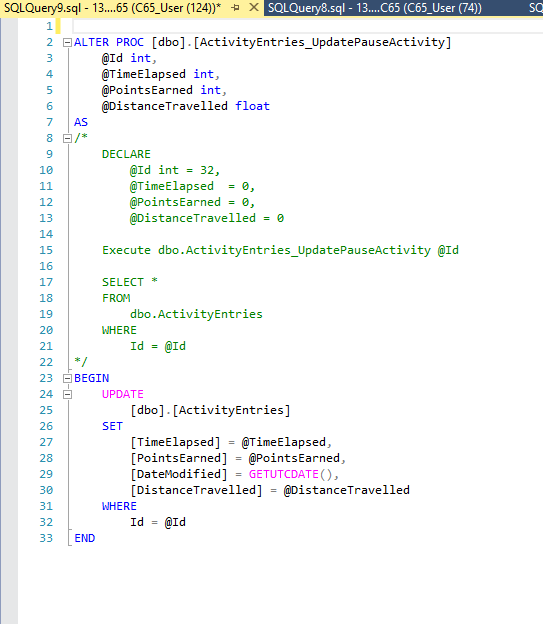 SQLQuery9.sql - 13....65 (C65_User (124))* SQLQuery8.sql - 13....C65 (C65_User (74)) SQ
1
2 ALTER PROC [dbo].[ActivityEntries_UpdatePauseActivity]
3 @Id int,
4 @TimeElapsed int,
5 @PointsEarned int,
6 @DistanceTravelled float
7 AS
8 /*
9 DECLARE
10 @Id int = 32,
11 @TimeElapsed  = 0,
12 @PointsEarned = 0,
13 @DistanceTravelled = 0
14
15 Execute dbo.ActivityEntries_UpdatePauseActivity @Id
16
17 SELECT *
18 FROM
19 dbo.ActivityEntries
20 WHERE
21 Id = @Id
22 */
23 BEGIN
24 UPDATE
25 [dbo].[ActivityEntries]
26 SET
27 [TimeElapsed] = @TimeElapsed,
28 [PointsEarned] = @PointsEarned,
29 [DateModified] = GETUTCDATE(),
30 [DistanceTravelled] = @DistanceTravelled
31 WHERE
32 Id = @Id
33 END